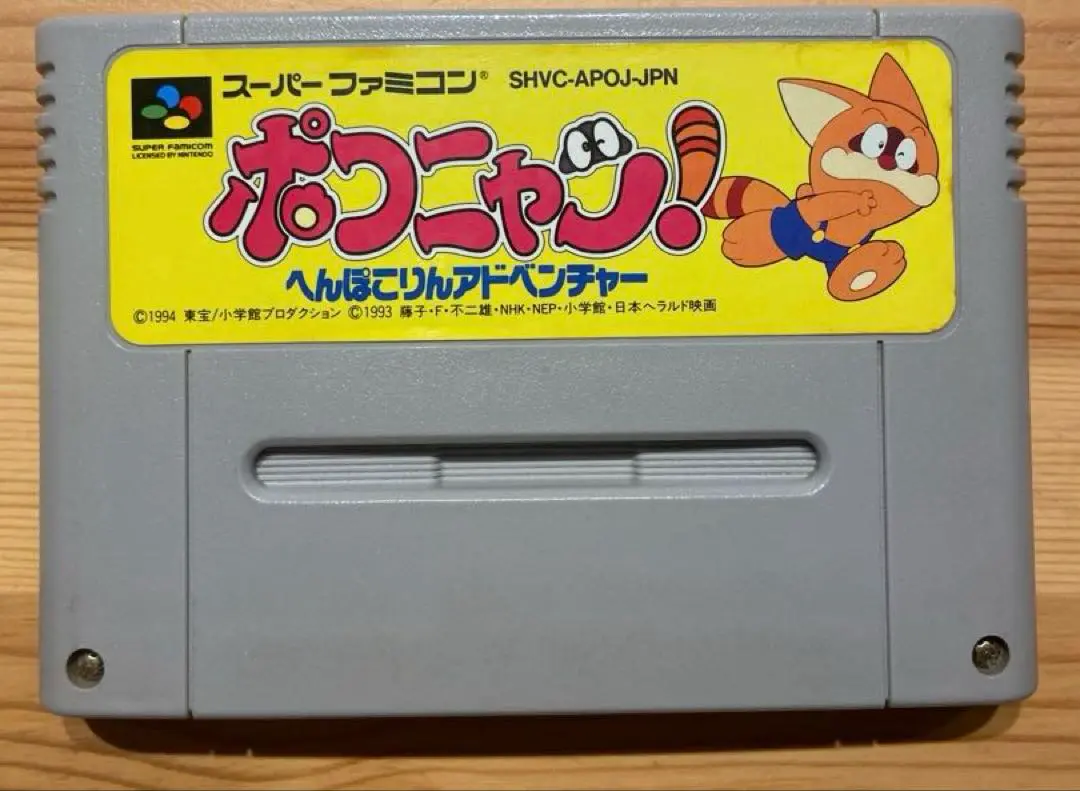 スーパーファミコン® SHVC-APOJ-JPN
SUPER FAMICOM
LICENSED BY NINTENDO
ポコニャン!
へんぽこりんアドベンチャー
©1994 東宝/小学館プロダクション ©1993 藤子・F・不二雄・NHK・NEP・小学館・日本ヘラルド映画